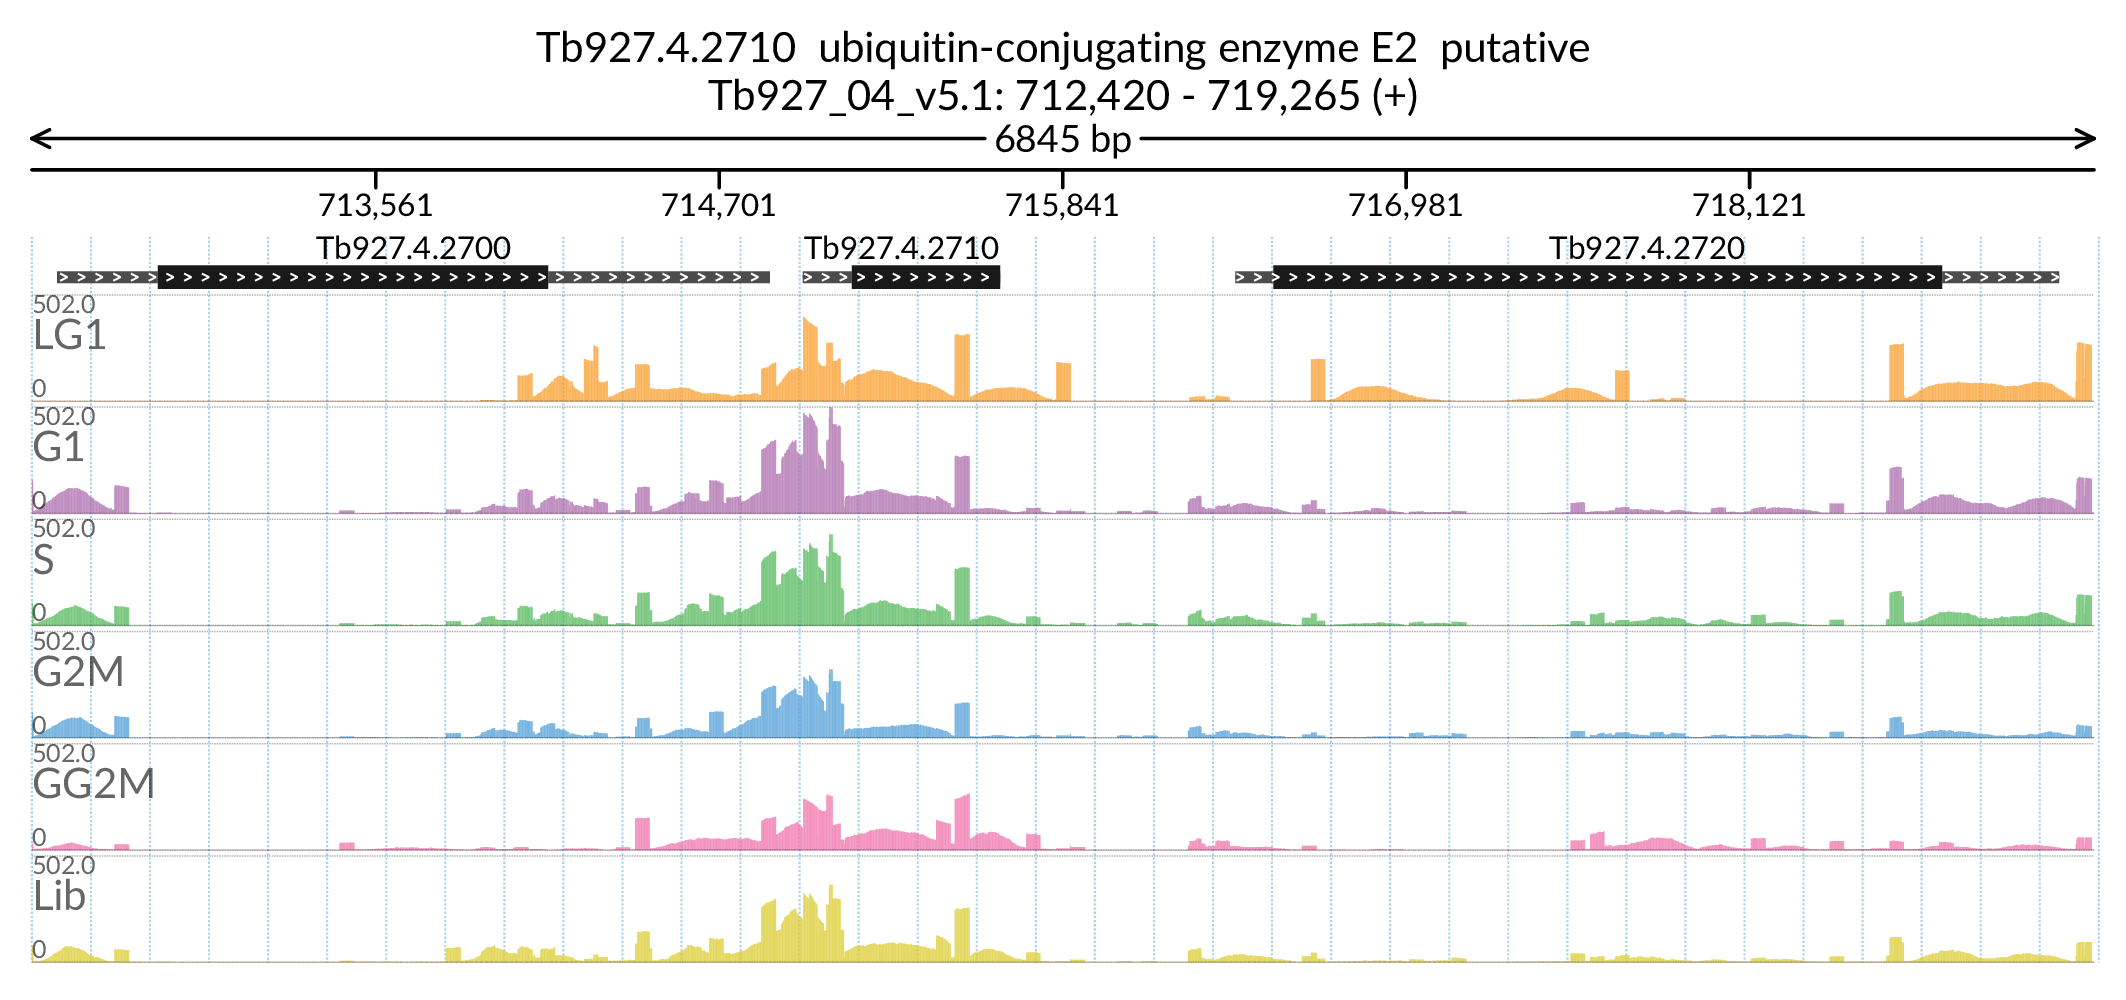 Tb927.4.2710 ubiquitin-conjugating enzyme E2 putative
Tb927_04_v5.1: 712,420 - 719,265 (+)
6845 bp
713,561 714,701 715,841 716,981 718,121
Tb927.4.2700 Tb927.4.2710 Tb927.4.2720
502.0
LG1
0
502.0
G1
0
502.0
S
0
502.0
G2M
0
502.0
GG2M
0
502.0
Lib
0